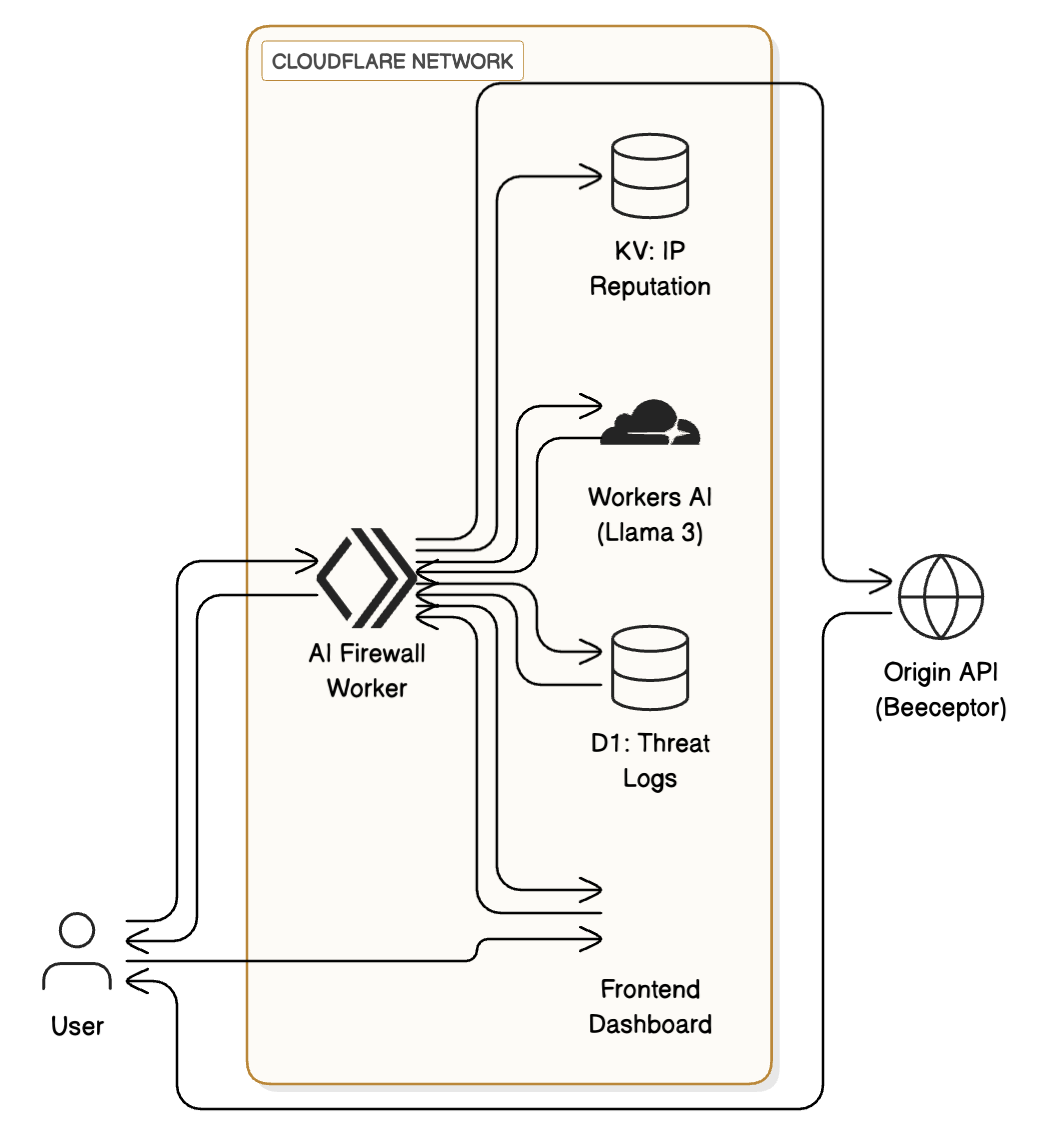 CLOUDFLARE NETWORK
KV: IP
Reputation
Workers AI
(Llama 3)
AI Firewall
Worker
Origin API
(Beeceptor)
D1: Threat
Logs
Frontend
Dashboard
User